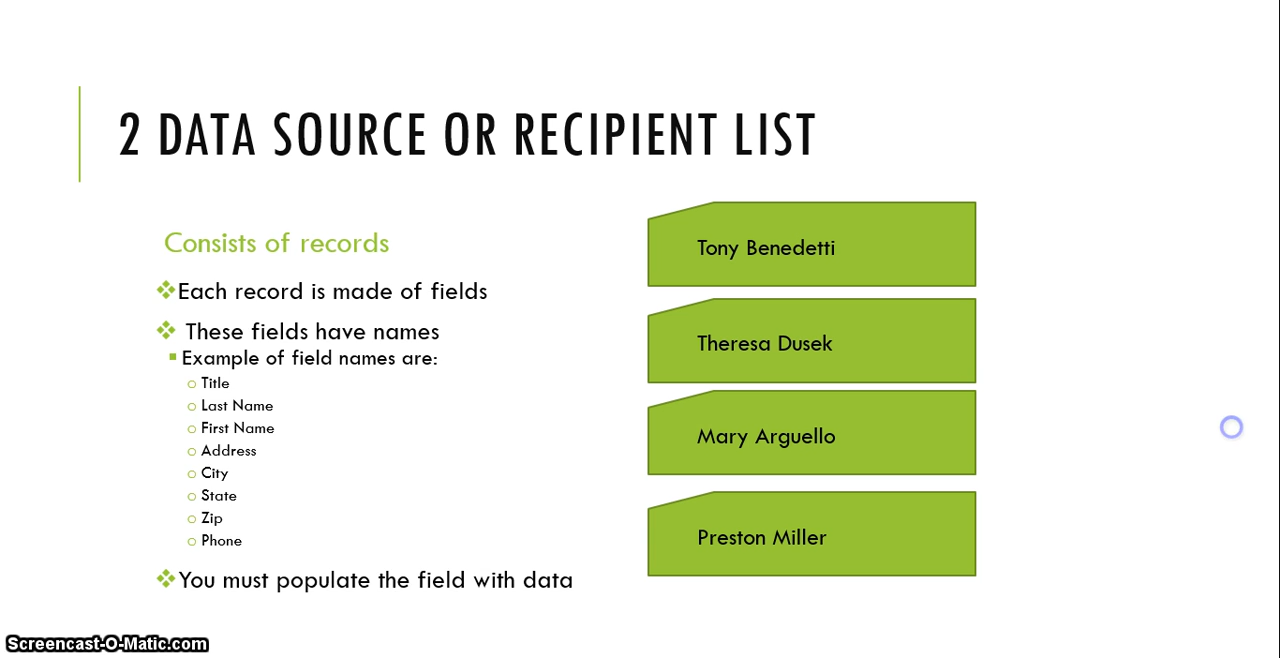 2 DATA SOURCE OR RECIPIENT LIST
Consists of records
Each record is made of fields
These fields have names
Example of field names are:
Title
Last Name
First Name
Address
City
State
Zip
Phone
You must populate the field with data
Tony Benedetti
Theresa Dusek
Mary Arguello
Preston Miller
Screencast-O-Matic.com